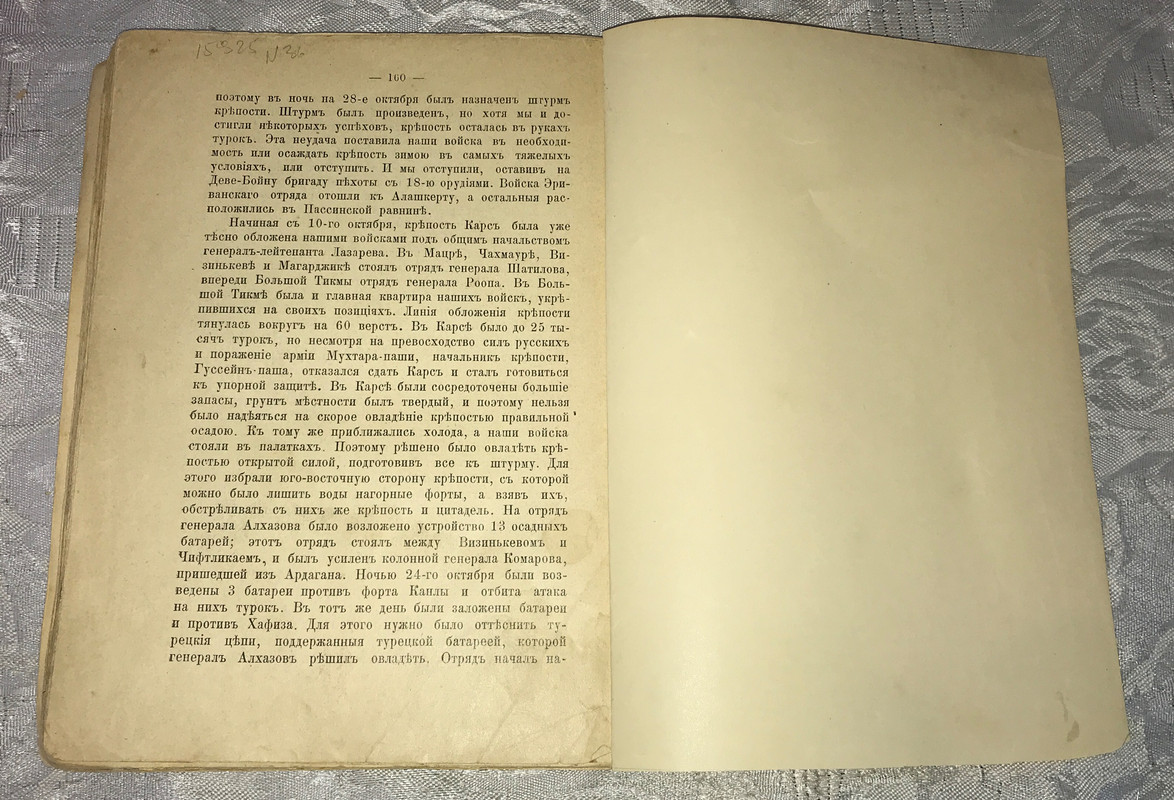 15325 N 36
— 160 —
поэтому въ ночь на 28-е октября былъ назначенъ штурмъ
крѣпости. Штурмъ былъ произведенъ, но хотя мы и до-
стигли нѣкоторыхъ успѣховъ, крѣпость осталась въ рукахъ
турокъ. Эта неудача поставила наши войска въ необходи-
мость или осаждать крѣпость зимою въ самыхъ тяжелыхъ
условіяхъ, или отступить. И мы отступили, оставивъ на
Деве-Бойну бригаду пѣхоты съ 18-ю орудіями. Войска Эри-
ванскаго отряда отошли къ Алашкерту, а остальныя рас-
положились въ Пассинской равнинѣ.
Начиная съ 10-го октября, крѣпость Карсъ была уже
тѣсно обложена нашими войсками подъ общимъ начальствомъ
генералъ-лейтенанта Лазарева. Въ Мацрѣ, Чахмаурѣ, Ви-
зинькевѣ и Магарджикѣ стоялъ отрядъ генерала Шатилова,
впереди Большой Тикмы отрядъ генерала Роопа. Въ Боль-
шой Тикмѣ была и главная квартира нашихъ войскъ, укрѣ-
пившихся на своихъ позиціяхъ. Линія обложенія крѣпости
тянулась вокругъ на 60 верстъ. Въ Карсѣ было до 25 ты-
сячъ турокъ, но несмотря на превосходство силъ русскихъ
и пораженіе арміи Мухтара-паши, начальникъ крѣпости,
Гуссейнъ-паша, отказался сдать Карсъ и сталъ готовиться
къ упорной защитѣ. Въ Карсѣ были сосредоточены большіе
запасы, грунтъ мѣстности былъ твердый, и поэтому нельзя
было надѣяться на скорое овладѣніе крѣпостью правильной
осадою. Къ тому же приближались холода, а наши войска
стояли въ палаткахъ. Поэтому рѣшено было овладѣть крѣ-
постью открытой силой, подготовивъ все къ штурму. Для
этого избрали юго-восточную сторону крѣпости, съ которой
можно было лишить воды нагорные форты, а взявъ ихъ,
обстрѣливать съ нихъ же крѣпость и цитадель. На отрядъ
генерала Алхазова было возложено устройство 13 осадныхъ
батарей; этотъ отрядъ стоялъ между Визинькевомъ и
Чифтликаемъ, и былъ усиленъ колонной генерала Комарова,
пришедшей изъ Ардагана. Ночью 24-го октября были воз-
ведены 3 батареи противъ форта Канлы и отбита атака
на нихъ турокъ. Въ тотъ же день были заложены батареи
и противъ Хафиза. Для этого нужно было оттѣснить ту-
рецкія цѣпи, поддержанныя турецкой батареей, которой
генералъ Алхазовъ рѣшилъ овладѣть. Отрядъ началъ на-